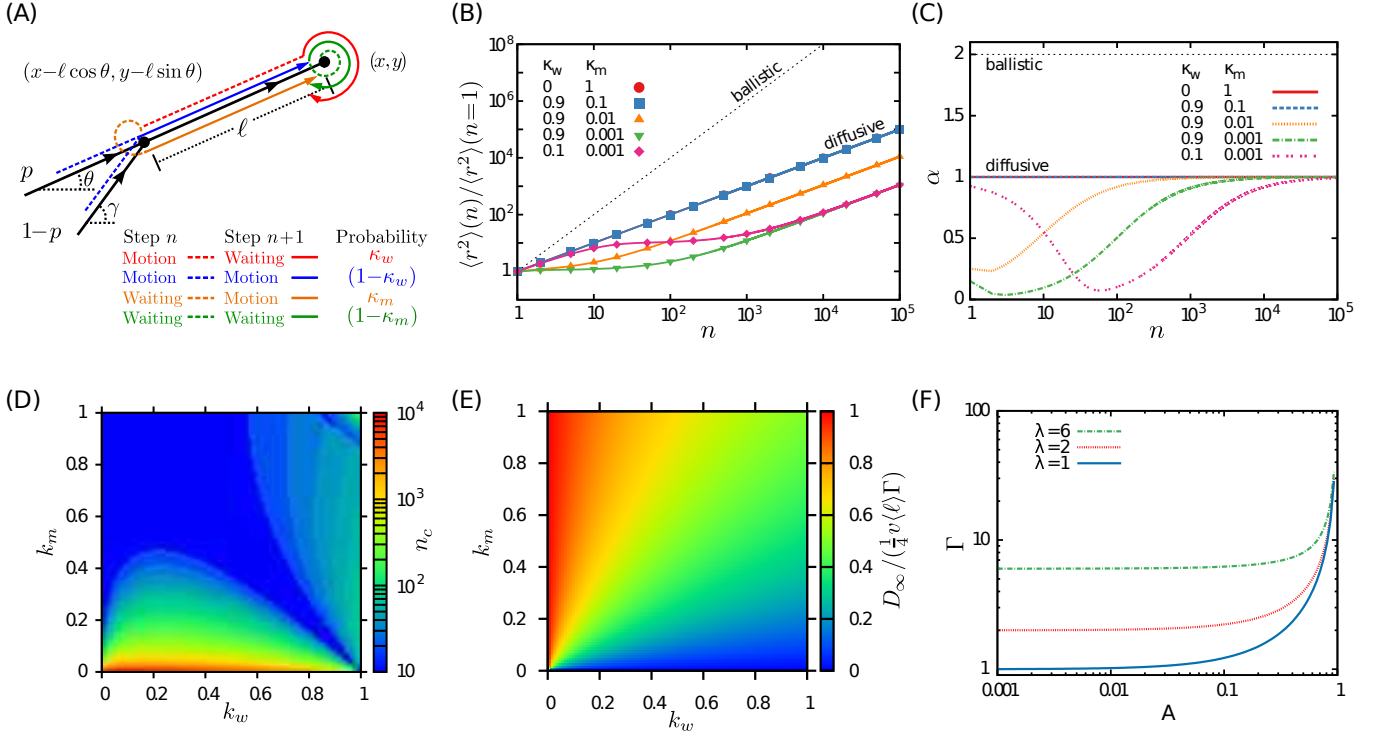 (A)
(x−ℓ cos θ, y−ℓ sin θ)
(x,y)
ℓ
p
θ
1−p
γ
Step n Step n+1 Probability
Motion Waiting κw
Motion Motion (1−κw)
Waiting Motion κm
Waiting Waiting (1−κm)
(B)
⟨r²⟩(n)/⟨r²⟩(n=1)
10⁸
10⁶
10⁴
10²
1
κw κm
0 1
0.9 0.1
0.9 0.01
0.9 0.001
0.1 0.001
ballistic
diffusive
1 10 10² 10³ 10⁴ 10⁵
n
(C)
α
2
1.5
1
0.5
0
ballistic
κw κm
0 1
0.9 0.1
0.9 0.01
0.9 0.001
0.1 0.001
diffusive
1 10 10² 10³ 10⁴ 10⁵
n
(D)
km
1
0.8
0.6
0.4
0.2
0
0 0.2 0.4 0.6 0.8 1
kw
nc
10⁴
10³
10²
10
(E)
km
1
0.8
0.6
0.4
0.2
0
0 0.2 0.4 0.6 0.8 1
kw
1
0.8
0.6
0.4
0.2
0
D∞/(¼v⟨ℓ⟩Γ)
(F)
Γ
100
10
1
λ=6
λ=2
λ=1
0.001 0.01 0.1 1
A